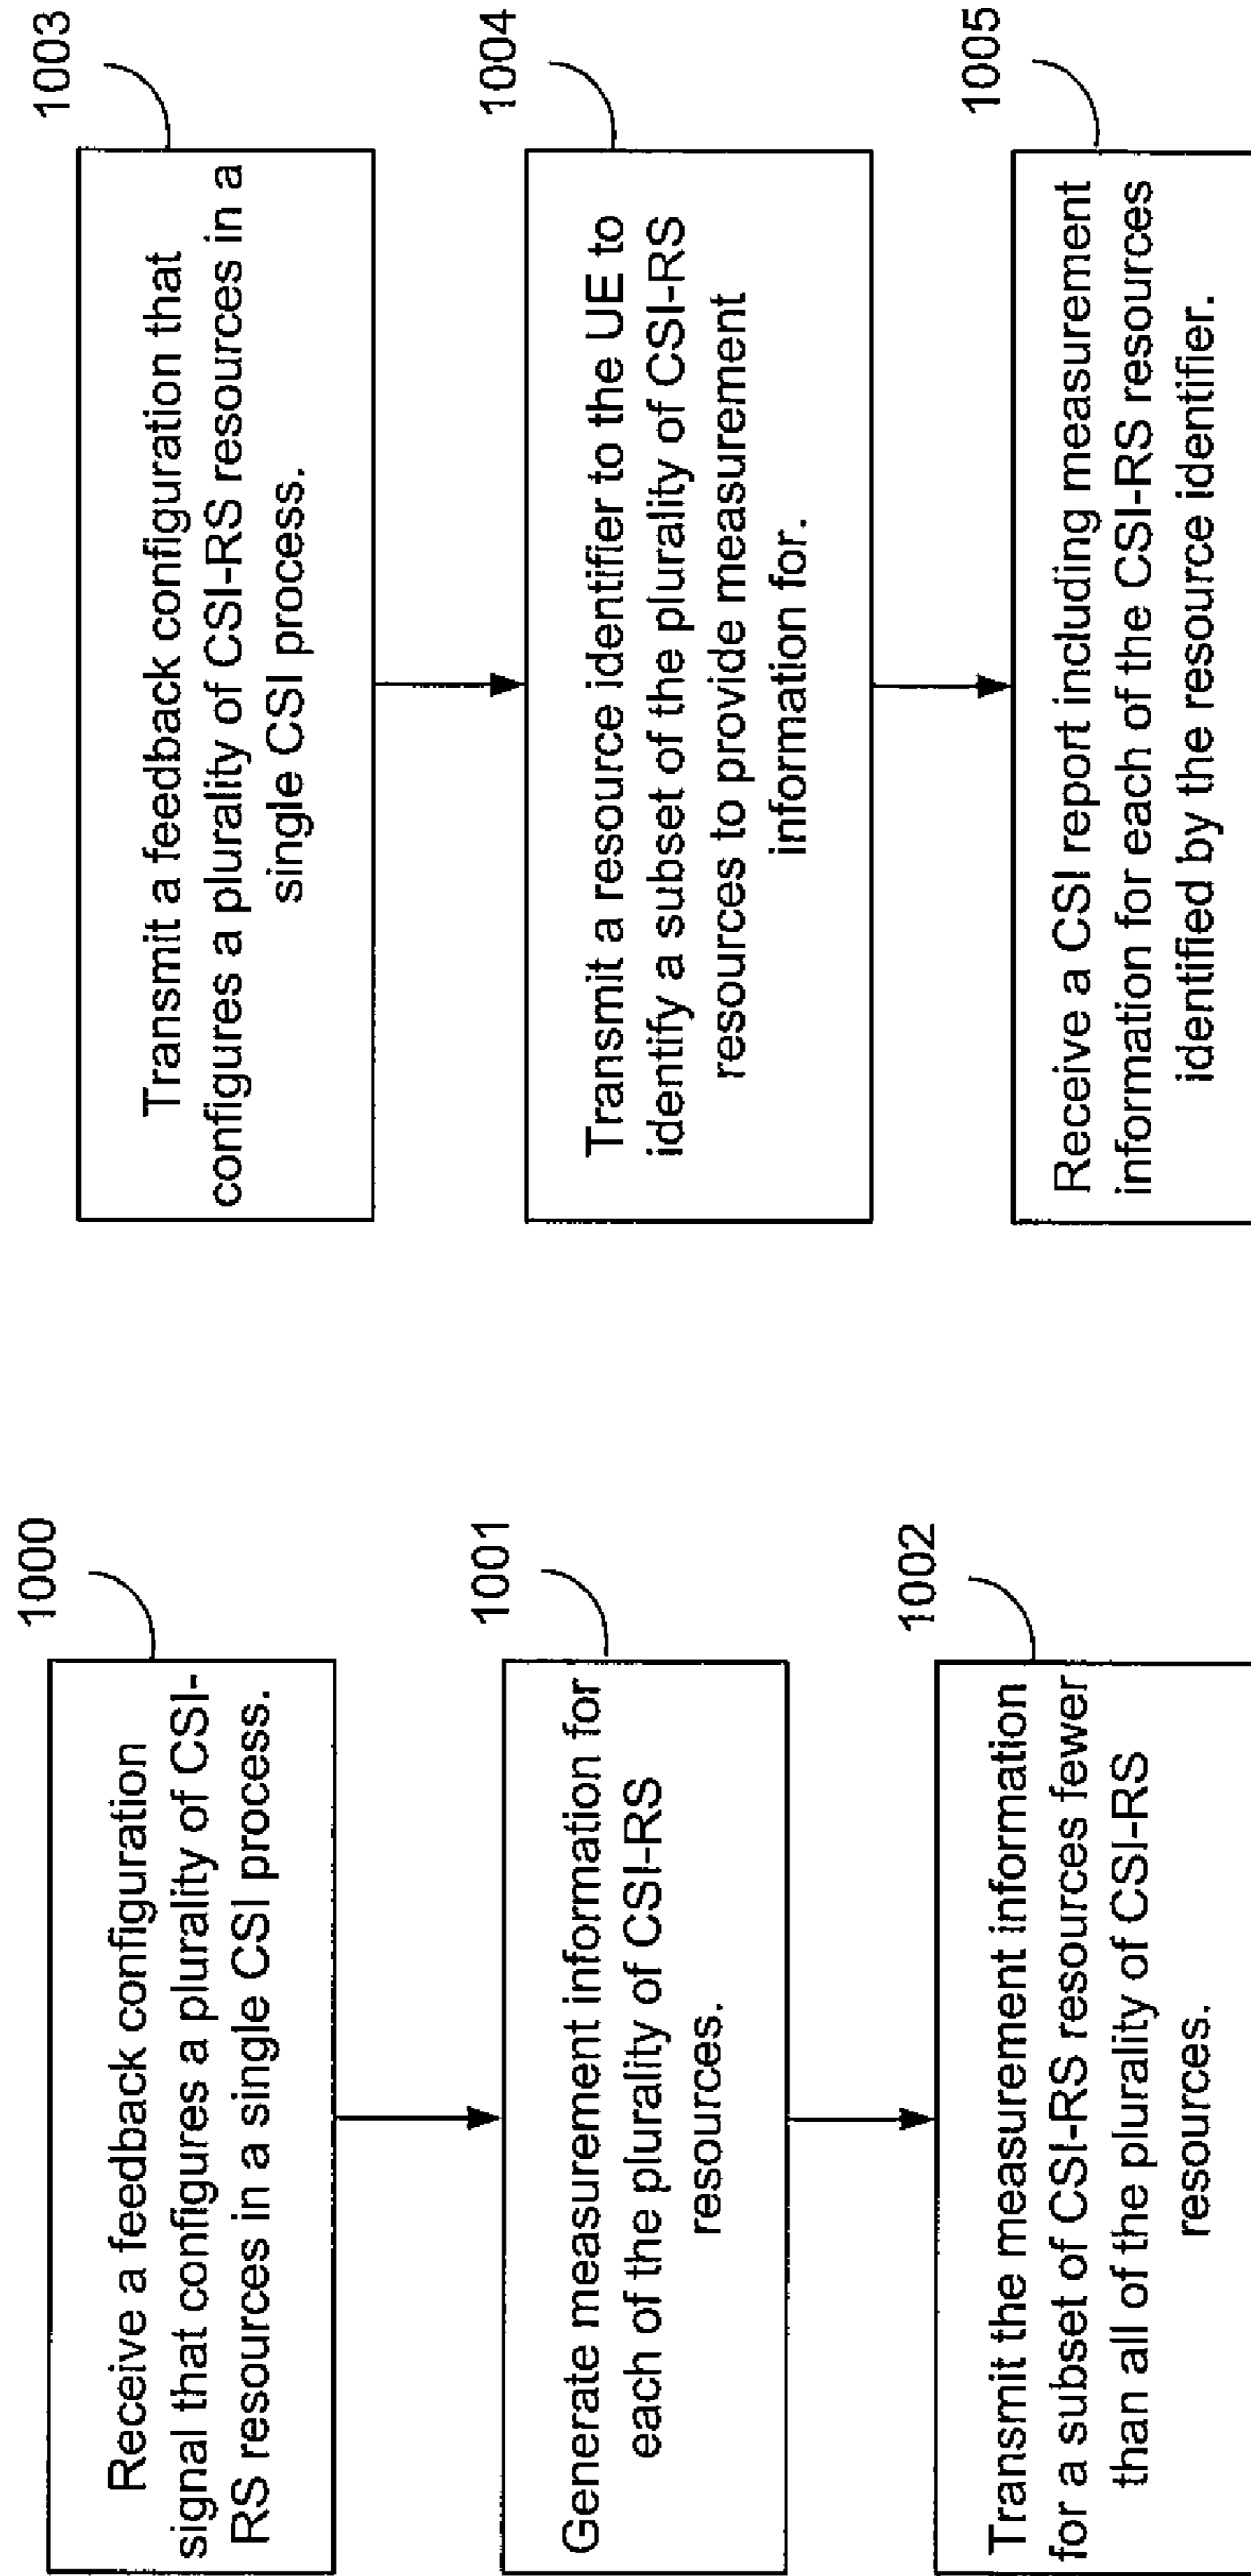 1000
Receive a feedback configuration
signal that configures a plurality of CSI-
RS resources in a single CSI process.
1001
Generate measurement information for
each of the plurality of CSI-RS
resources.
1002
Transmit the measurement information
for a subset of CSI-RS resources fewer
than all of the plurality of CSI-RS
resources.
1003
Transmit a feedback configuration that
configures a plurality of CSI-RS resources in a
single CSI process.
1004
Transmit a resource identifier to the UE to
identify a subset of the plurality of CSI-RS
resources to provide measurement
information for.
1005
Receive a CSI report including measurement
information for each of the CSI-RS resources
identified by the resource identifier.